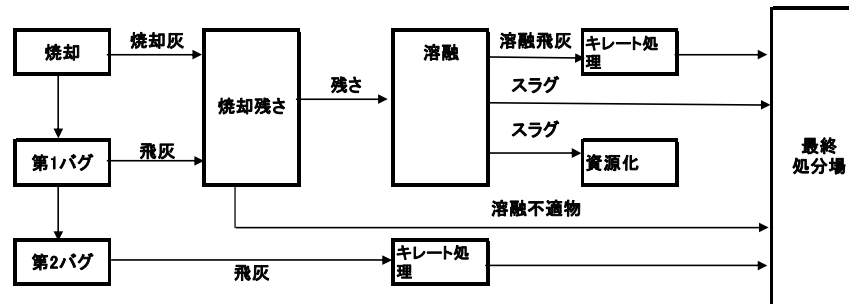 焼却
焼却灰
焼却残さ
残さ
溶融
溶融飛灰
キレート処
理
スラグ
スラグ
資源化
第1バグ
飛灰
溶融不適物
第2バグ
飛灰
キレート処
理
最終
処分場